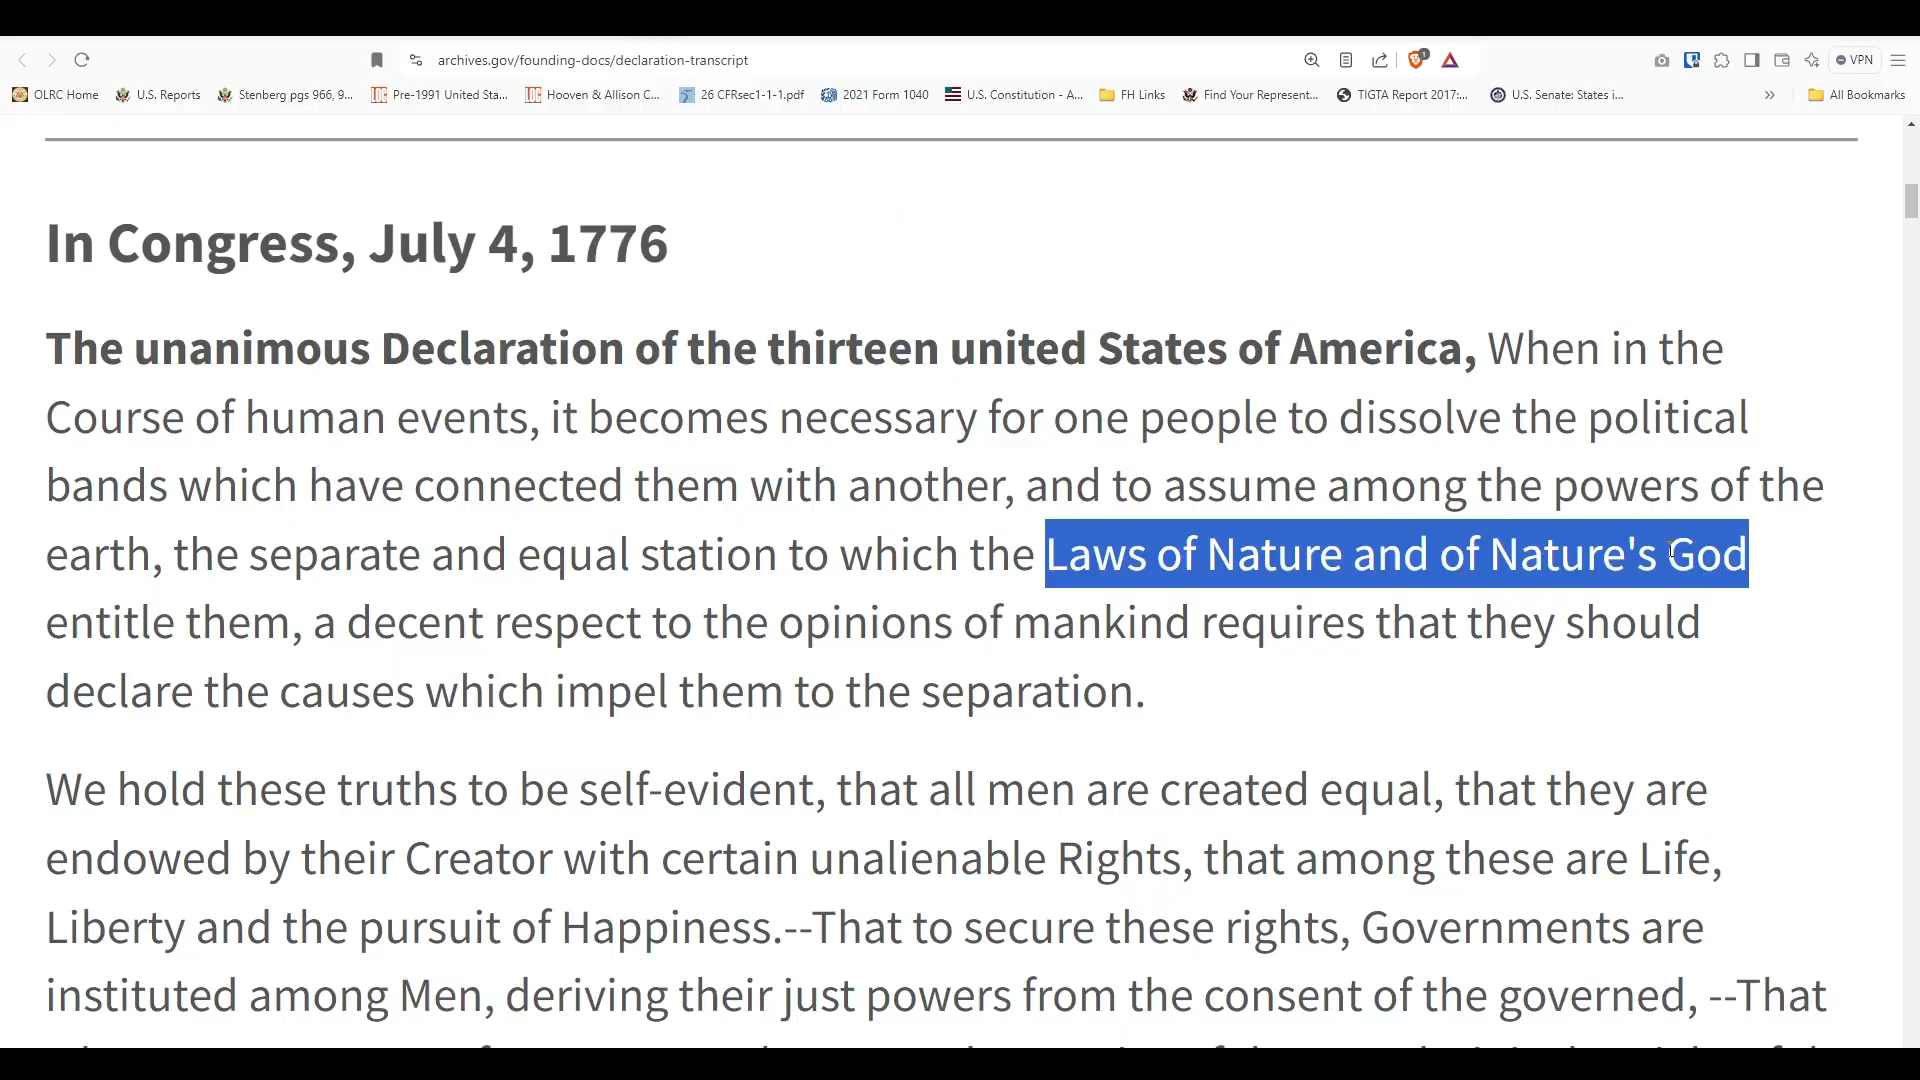 archives.gov/founding-docs/declaration-transcript
1
VPN
OLRC Home
U.S. Reports
Stenberg pgs 966, 9...
Pre-1991 United Sta...
Hooven & Allison C...
26 CFRsec1-1-1.pdf
2021 Form 1040
U.S. Constitution - A...
FH Links
Find Your Represent...
TIGTA Report 2017:...
U.S. Senate: States i...
All Bookmarks
In Congress, July 4, 1776
The unanimous Declaration of the thirteen united States of America, When in the
Course of human events, it becomes necessary for one people to dissolve the political
bands which have connected them with another, and to assume among the powers of the
earth, the separate and equal station to which the Laws of Nature and of Nature's God
entitle them, a decent respect to the opinions of mankind requires that they should
declare the causes which impel them to the separation.
We hold these truths to be self-evident, that all men are created equal, that they are
endowed by their Creator with certain unalienable Rights, that among these are Life,
Liberty and the pursuit of Happiness.--That to secure these rights, Governments are
instituted among Men, deriving their just powers from the consent of the governed, --That